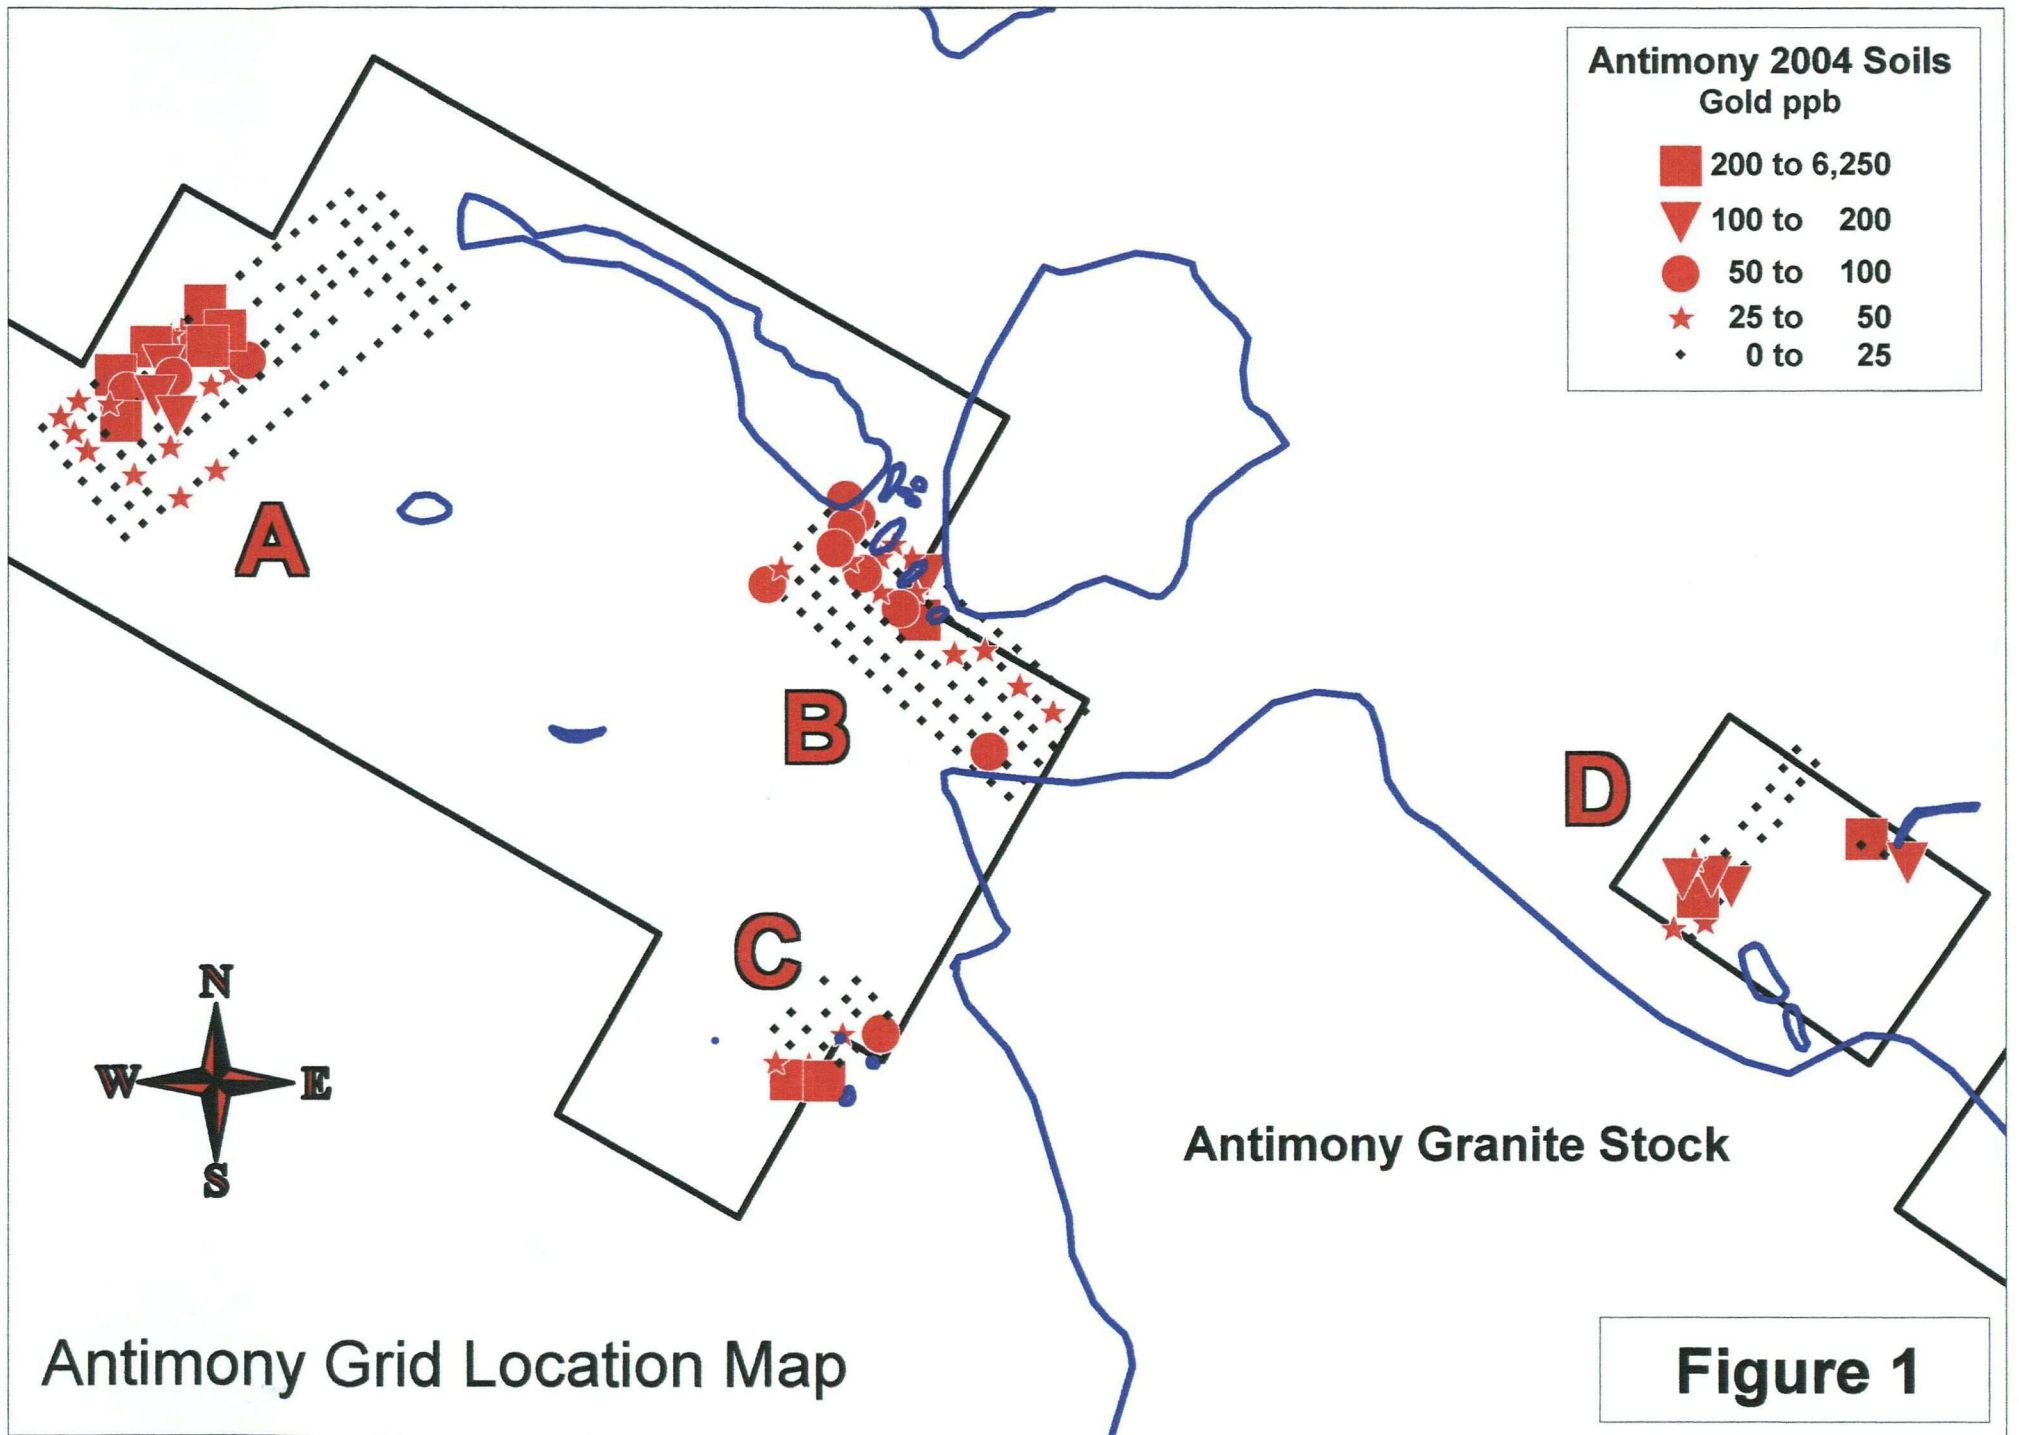 Antimony 2004 Soils
Gold ppb
200 to 6,250
100 to 200
50 to 100
25 to 50
0 to 25
A
B
C
D
N
W E
S
Antimony Granite Stock
Antimony Grid Location Map
Figure 1